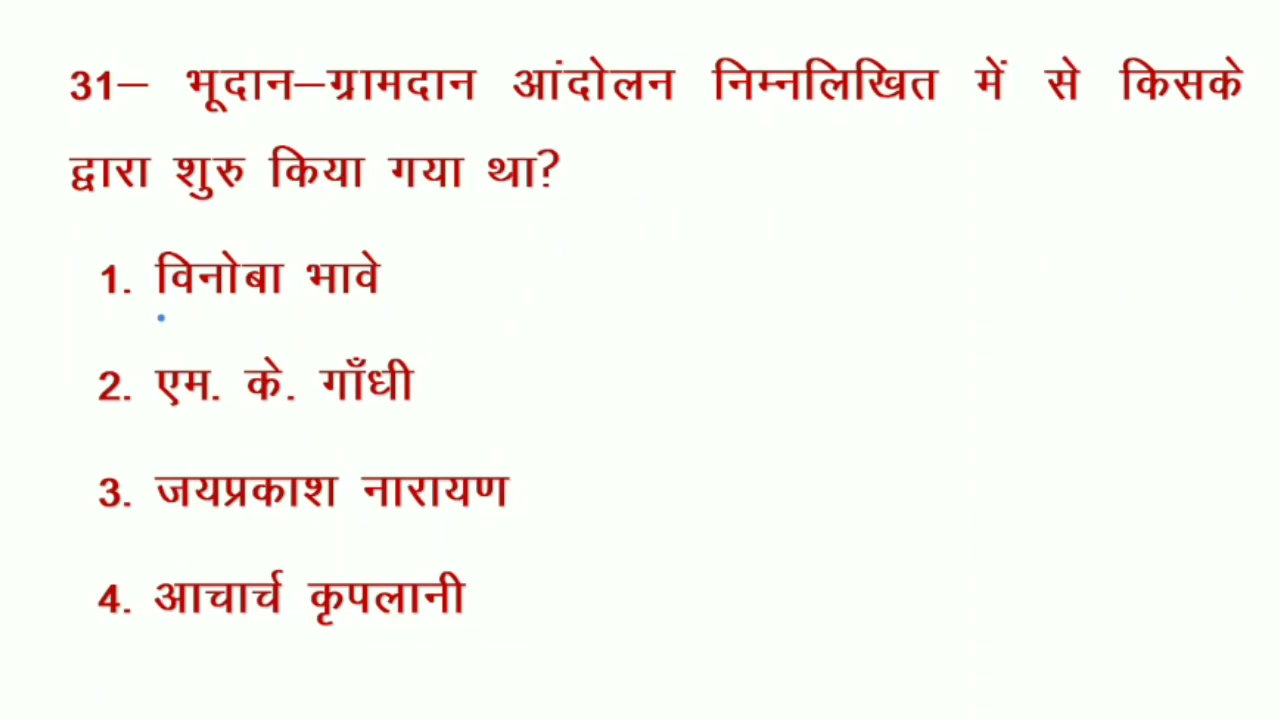 31– भूदान–ग्रामदान आंदोलन निम्नलिखित में से किसके
द्वारा शुरु किया गया था?
1. विनोबा भावे
2. एम. के. गाँधी
3. जयप्रकाश नारायण
4. आचार्च कृपलानी